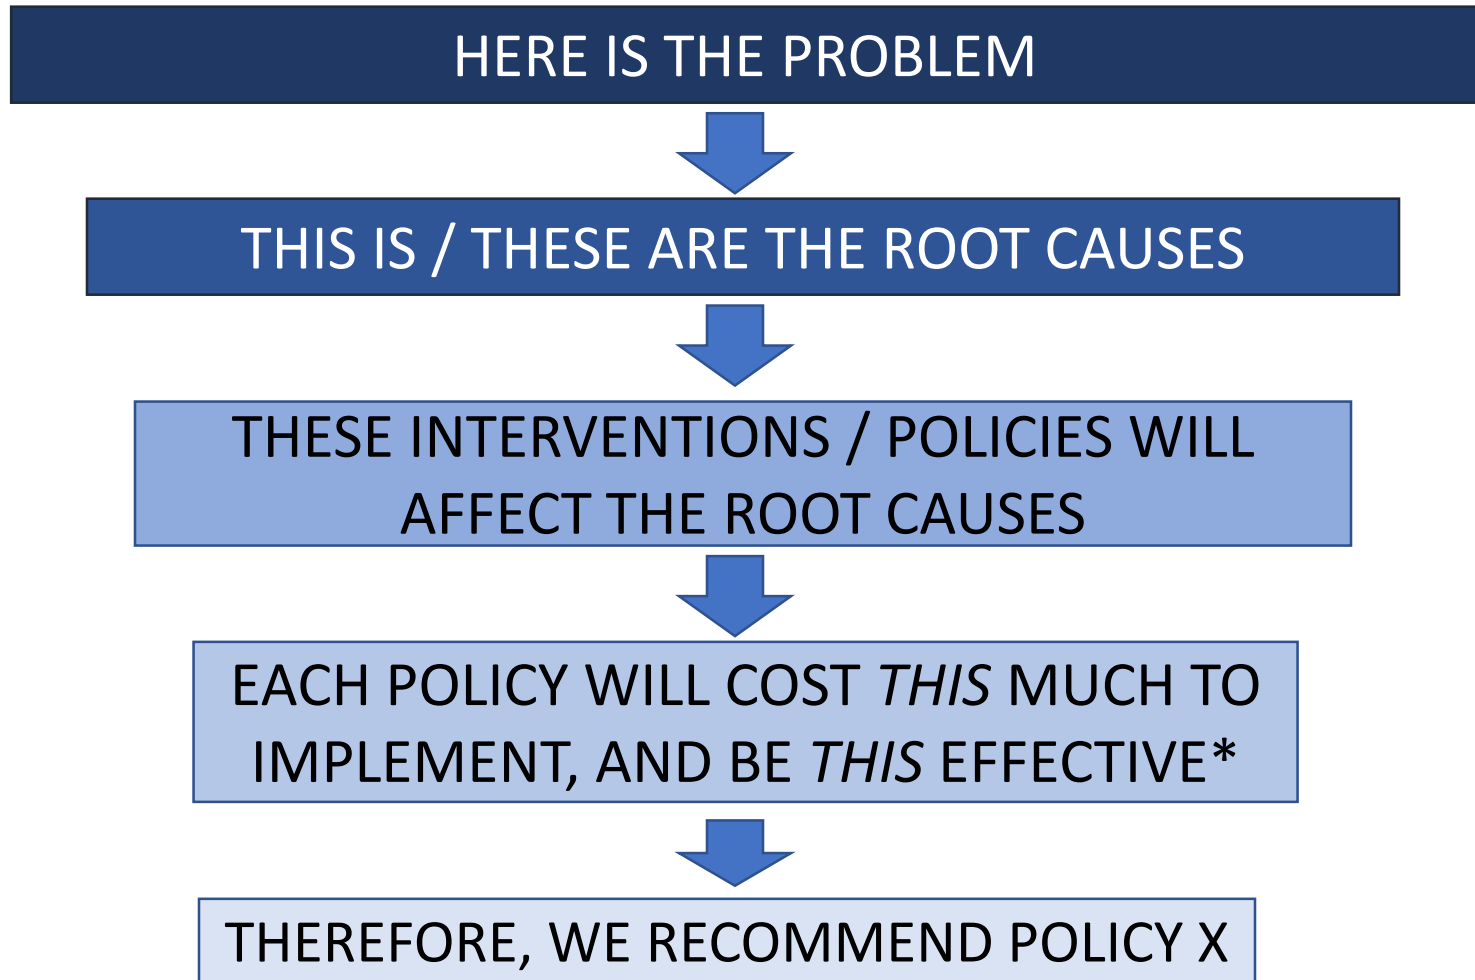 HERE IS THE PROBLEM
THIS IS / THESE ARE THE ROOT CAUSES
THESE INTERVENTIONS / POLICIES WILL
AFFECT THE ROOT CAUSES
EACH POLICY WILL COST THIS MUCH TO
IMPLEMENT, AND BE THIS EFFECTIVE*
THEREFORE, WE RECOMMEND POLICY X